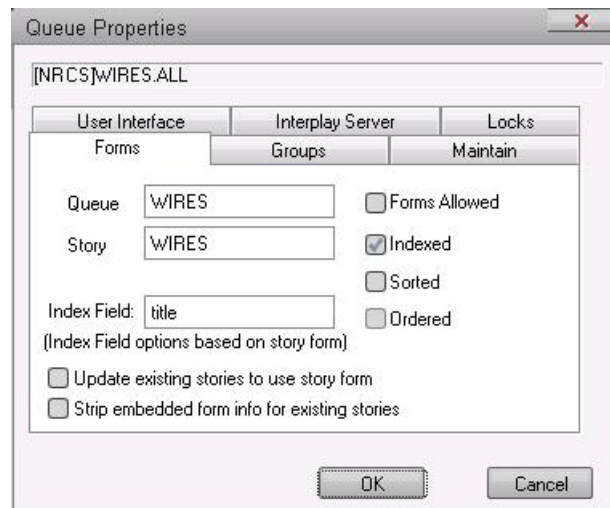 Queue Properties
[NRCS]WIRES.ALL
User Interface Interplay Server Locks
Forms Groups Maintain
Queue WIRES Forms Allowed
Story WIRES Indexed
Sorted
Index Field: title Ordered
(Index Field options based on story form)
Update existing stories to use story form
Strip embedded form info for existing stories
OK Cancel